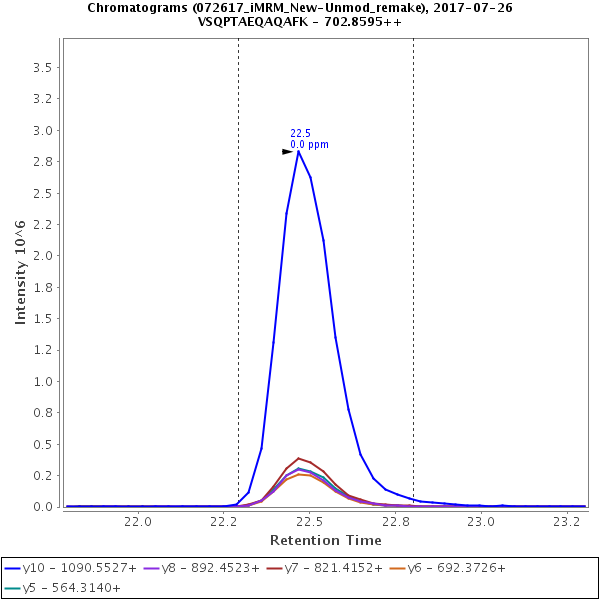 Chromatograms (072617_iMRM_New-Unmod_remake), 2017-07-26
VSQPTAEQAQAFK - 702.8595++
3.5
3.2
3.0
2.8
2.5
2.2
2.0
1.8
1.5
1.2
1.0
0.8
0.5
0.2
0.0
Intensity 10^6
22.5
0.0 ppm
22.0
22.2
22.5
22.8
23.0
23.2
Retention Time
y10 - 1090.5527+
y8 - 892.4523+
y7 - 821.4152+
y6 - 692.3726+
y5 - 564.3140+